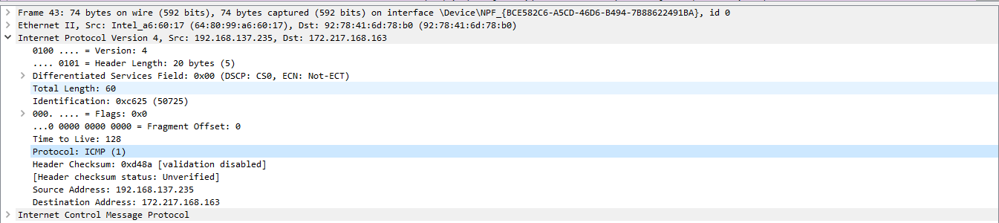 Frame 43: 74 bytes on wire (592 bits), 74 bytes captured (592 bits) on interface \Device\NPF_{BCE582C6-A5CD-46D6-B494-7B88622491BA}, id 0
Ethernet II, Src: Intel_a6:60:17 (64:80:99:a6:60:17), Dst: 92:78:41:6d:78:b0 (92:78:41:6d:78:b0)
Internet Protocol Version 4, Src: 192.168.137.235, Dst: 172.217.168.163
0100 .... = Version: 4
.... 0101 = Header Length: 20 bytes (5)
Differentiated Services Field: 0x00 (DSCP: CS0, ECN: Not-ECT)
Total Length: 60
Identification: 0xc625 (50725)
000. .... = Flags: 0x0
...0 0000 0000 0000 = Fragment Offset: 0
Time to Live: 128
Protocol: ICMP (1)
Header Checksum: 0xd48a [validation disabled]
[Header checksum status: Unverified]
Source Address: 192.168.137.235
Destination Address: 172.217.168.163
Internet Control Message Protocol